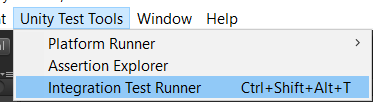 Unity Test Tools Window Help
Platform Runner
Assertion Explorer
Integration Test Runner Ctrl+Shift+Alt+T